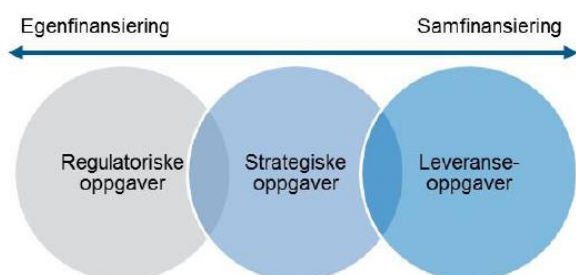 Egenfinansiering
Samfinansiering
Regulatoriske
oppgaver
Strategiske
oppgaver
Leveranse-
oppgaver